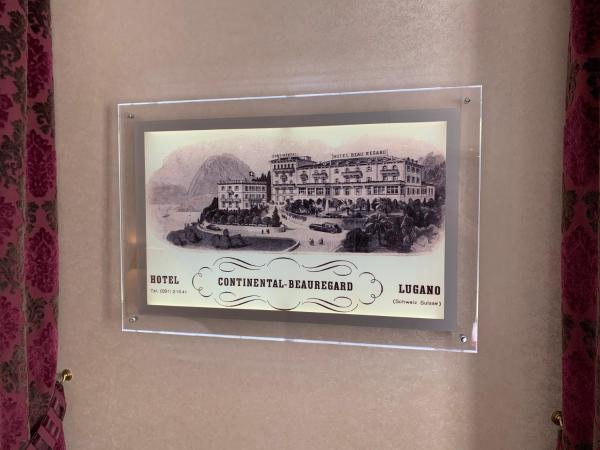 CONTINENTAL
HOTEL BEAU REGARD
HOTEL CONTINENTAL-BEAUREGARD LUGANO
(Schweiz Suisse)